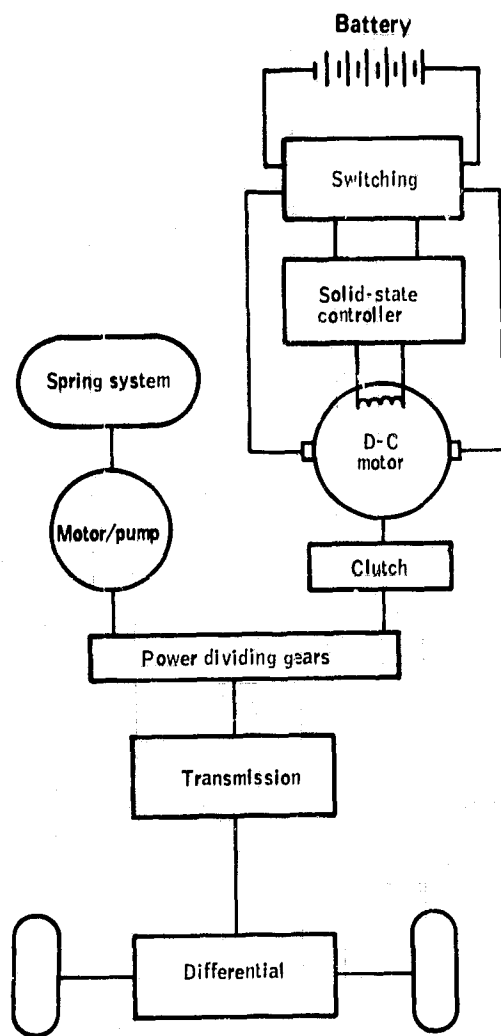 Battery
Switching
Solid-state
controller
Spring system
D-C
motor
Motor/pump
Clutch
Power dividing gears
Transmission
Differential